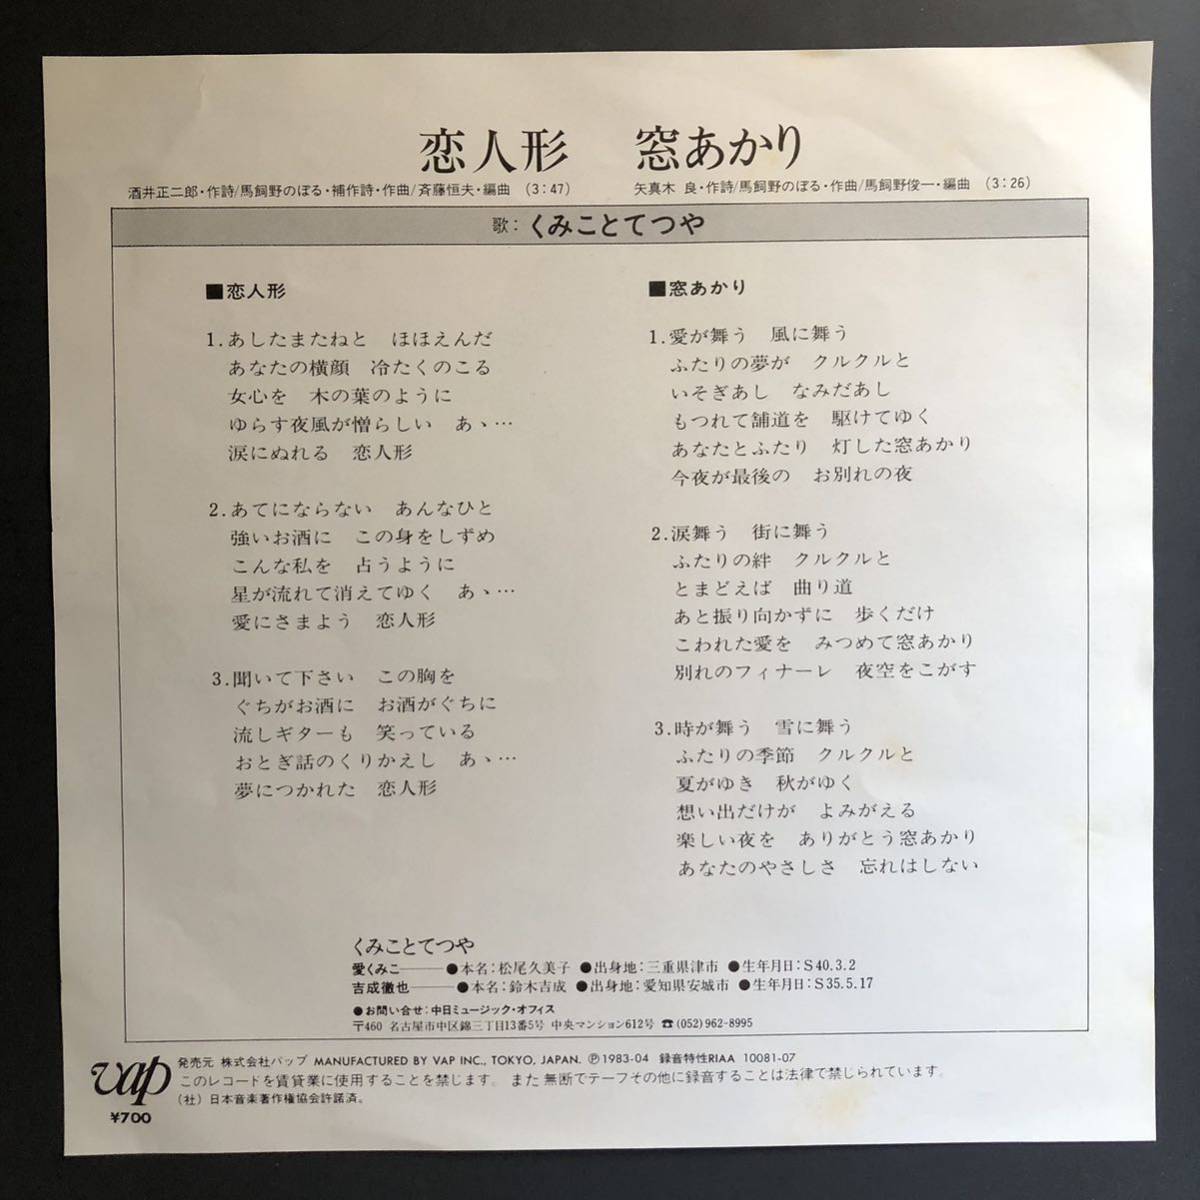 恋人形　窓あかり
酒井正二郎・作詩/馬飼野のぼる・補作詩・作曲/斉藤恒夫・編曲 （3:47）　矢真木 良・作詩/馬飼野のぼる・作曲/馬飼野俊一・編曲 （3:26）
歌：くみことてつや
■恋人形
1.あしたまたねと　ほほえんだ
あなたの横顔　冷たくのこる
女心を　木の葉のように
ゆらす夜風が憎らしい　あゝ…
涙にぬれる　恋人形
2.あてにならない　あんなひと
強いお酒に　この身をしずめ
こんな私を　占うように
星が流れて消えてゆく　あゝ…
愛にさまよう　恋人形
3.聞いて下さい　この胸を
ぐちがお酒に　お酒がぐちに
流しギターも　笑っている
おとぎ話のくりかえし　あゝ…
夢につかれた　恋人形
■窓あかり
1.愛が舞う　風に舞う
ふたりの夢が　クルクルと
いそぎあし　なみだあし
もつれて舗道を　駆けてゆく
あなたとふたり　灯した窓あかり
今夜が最後の　お別れの夜
2.涙舞う　街に舞う
ふたりの絆　クルクルと
とまどえば　曲り道
あと振り向かずに　歩くだけ
こわれた愛を　みつめて窓あかり
別れのフィナーレ　夜空をこがす
3.時が舞う　雪に舞う
ふたりの季節　クルクルと
夏がゆき　秋がゆく
想い出だけが　よみがえる
楽しい夜を　ありがとう窓あかり
あなたのやさしさ　忘れはしない
くみことてつや
愛くみこ——●本名：松尾久美子 ●出身地：三重県津市 ●生年月日：S40.3.2
吉成徹也——●本名：鈴木吉成 ●出身地：愛知県安城市 ●生年月日：S35.5.17
●お問い合せ：中日ミュージック・オフィス
〒460 名古屋市中区錦三丁目13番5号 中央マンション612号 ☎(052)962-8995
vap
¥700
発売元 株式会社バップ MANUFACTURED BY VAP INC., TOKYO, JAPAN. Ⓟ1983-04 録音特性RIAA 10081-07
このレコードを賃貸業に使用することを禁じます。また無断でテープその他に録音することは法律で禁じられています。
（社）日本音楽著作権協会許諾済。